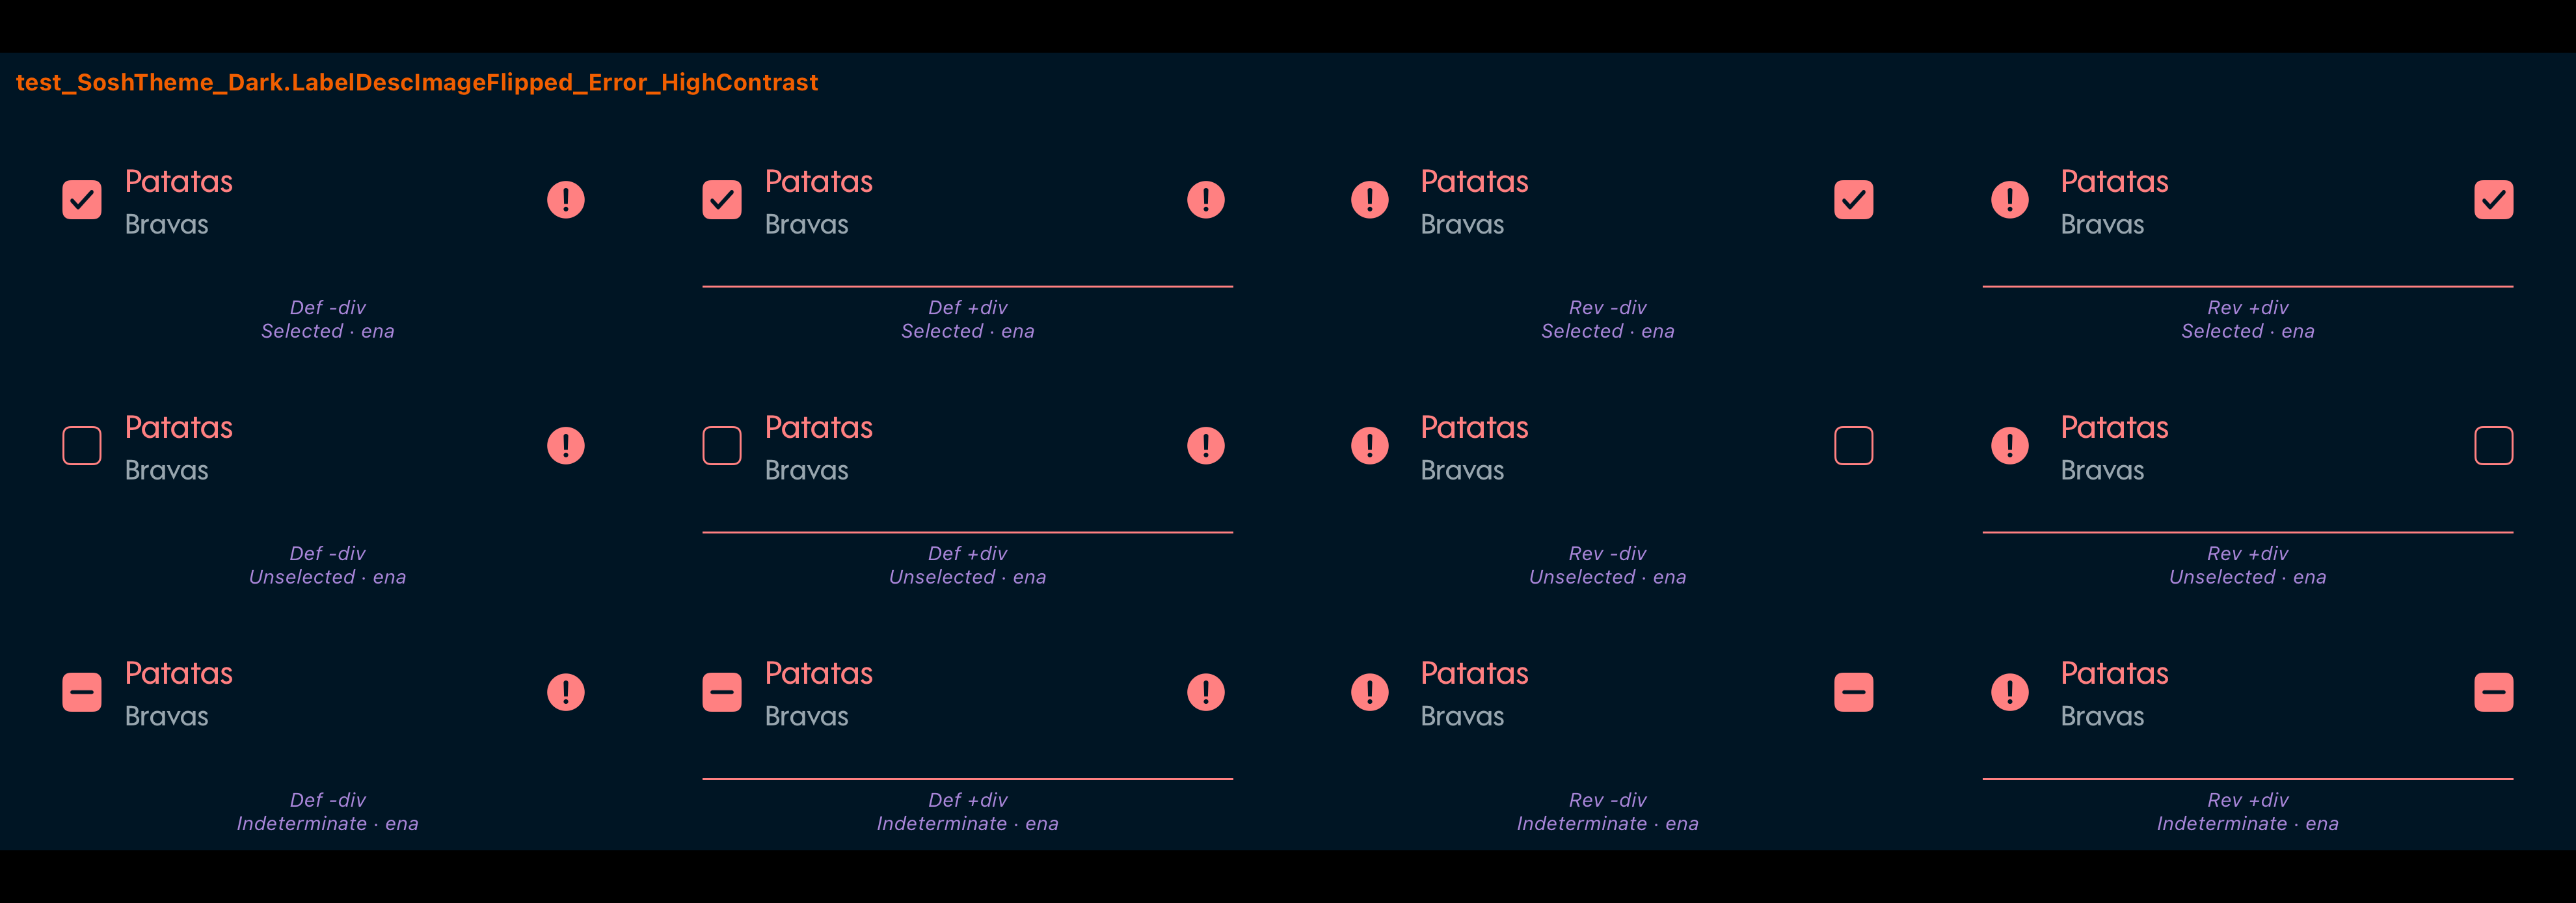 test_SoshTheme_Dark.LabelDescImageFlipped_Error_HighContrast
Patatas
Bravas
Def -div
Selected · ena
Patatas
Bravas
Def +div
Selected · ena
Patatas
Bravas
Rev -div
Selected · ena
Patatas
Bravas
Rev +div
Selected · ena
Patatas
Bravas
Def -div
Unselected · ena
Patatas
Bravas
Def +div
Unselected · ena
Patatas
Bravas
Rev -div
Unselected · ena
Patatas
Bravas
Rev +div
Unselected · ena
Patatas
Bravas
Def -div
Indeterminate · ena
Patatas
Bravas
Def +div
Indeterminate · ena
Patatas
Bravas
Rev -div
Indeterminate · ena
Patatas
Bravas
Rev +div
Indeterminate · ena